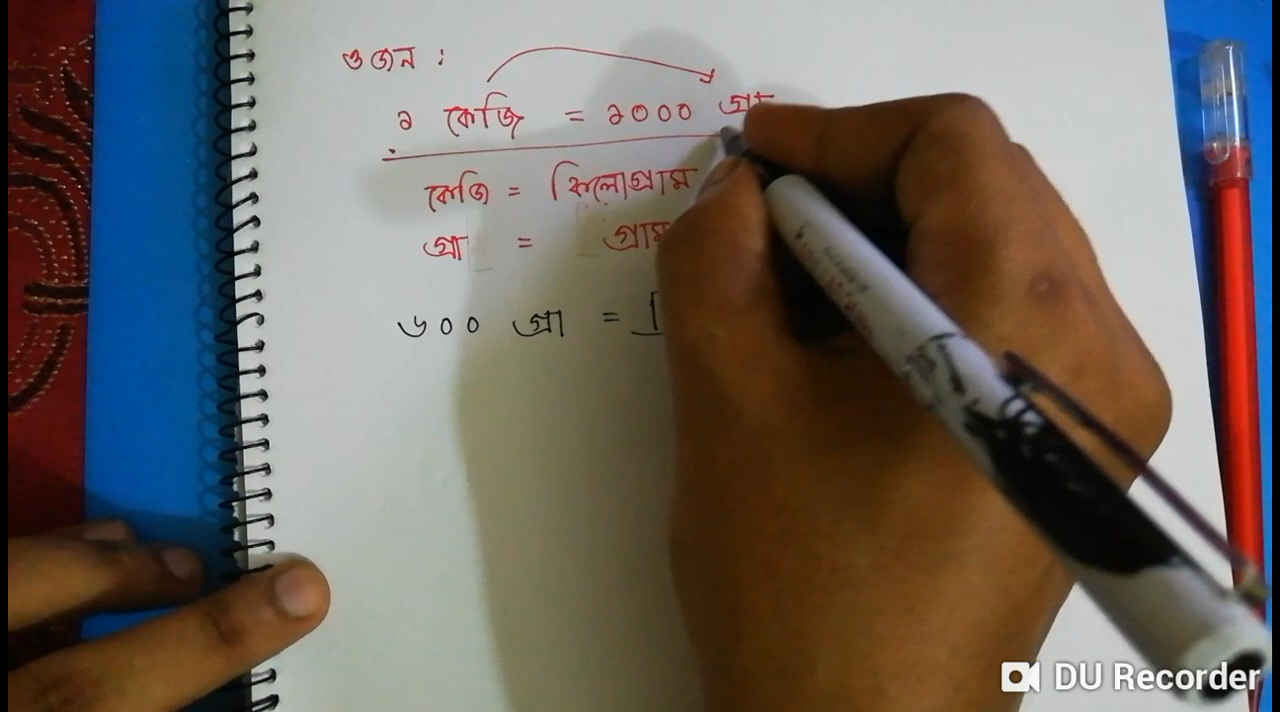 ওজন :
১ কেজি = ১০০০ গ্রা
কেজি = কিলোগ্রাম
গ্রা = গ্রাম
৬০০ গ্রা =
DU Recorder